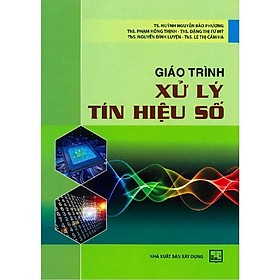 TS. HUỲNH NGUYỄN BẢO PHƯƠNG
ThS. PHẠM HỒNG THỊNH - ThS. ĐẶNG THỊ TỪ MỸ
ThS. NGUYỄN ĐÌNH LUYỆN - ThS. LÊ THỊ CẨM HÀ
GIÁO TRÌNH
XỬ LÝ
TÍN HIỆU SỐ
NHÀ XUẤT BẢN XÂY DỰNG